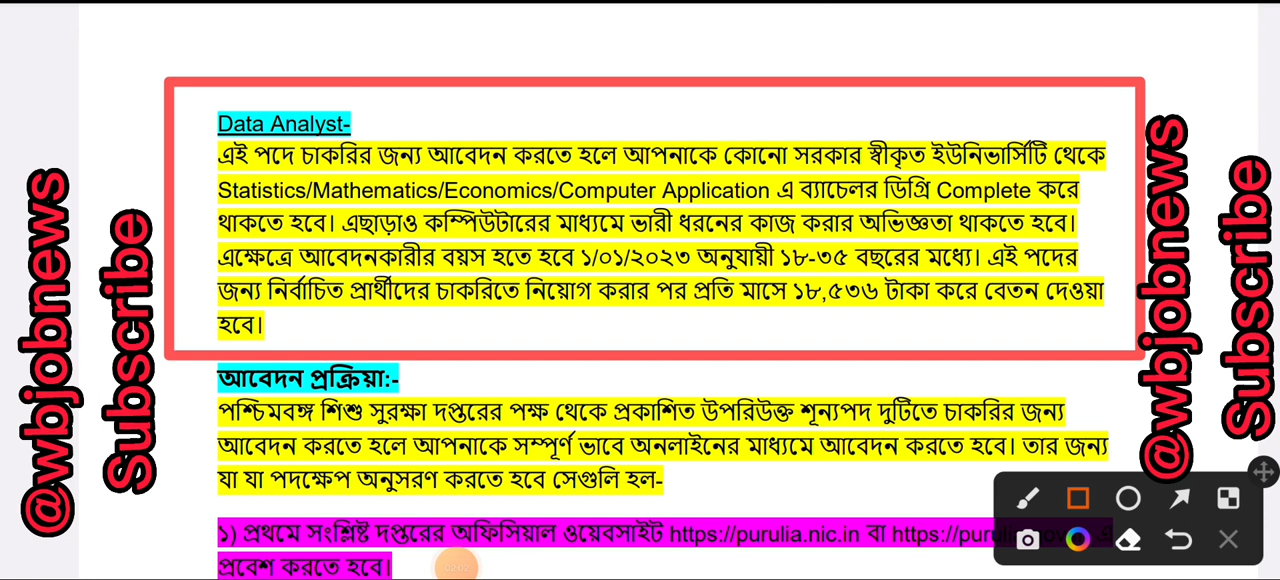 Data Analyst-
এই পদে চাকরির জন্য আবেদন করতে হলে আপনাকে কোনো সরকার স্বীকৃত ইউনিভার্সিটি থেকে
Statistics/Mathematics/Economics/Computer Application এ ব্যাচেলর ডিগ্রি Complete করে
থাকতে হবে। এছাড়াও কম্পিউটারের মাধ্যমে ভারী ধরনের কাজ করার অভিজ্ঞতা থাকতে হবে।
এক্ষেত্রে আবেদনকারীর বয়স হতে হবে ১/০১/২০২৩ অনুযায়ী ১৮-৩৫ বছরের মধ্যে। এই পদের
জন্য নির্বাচিত প্রার্থীদের চাকরিতে নিয়োগ করার পর প্রতি মাসে ১৮,৫৩৬ টাকা করে বেতন দেওয়া
হবে।
আবেদন প্রক্রিয়া:-
পশ্চিমবঙ্গ শিশু সুরক্ষা দপ্তরের পক্ষ থেকে প্রকাশিত উপরিউক্ত শূন্যপদ দুটিতে চাকরির জন্য
আবেদন করতে হলে আপনাকে সম্পূর্ণ ভাবে অনলাইনের মাধ্যমে আবেদন করতে হবে। তার জন্য
যা যা পদক্ষেপ অনুসরণ করতে হবে সেগুলি হল-
১) প্রথমে সংশ্লিষ্ট দপ্তরের অফিসিয়াল ওয়েবসাইট https://purulia.nic.in বা
প্রবেশ করতে হবে।
@wbjobnews
Subscribe
@wbjobnews
Subscribe